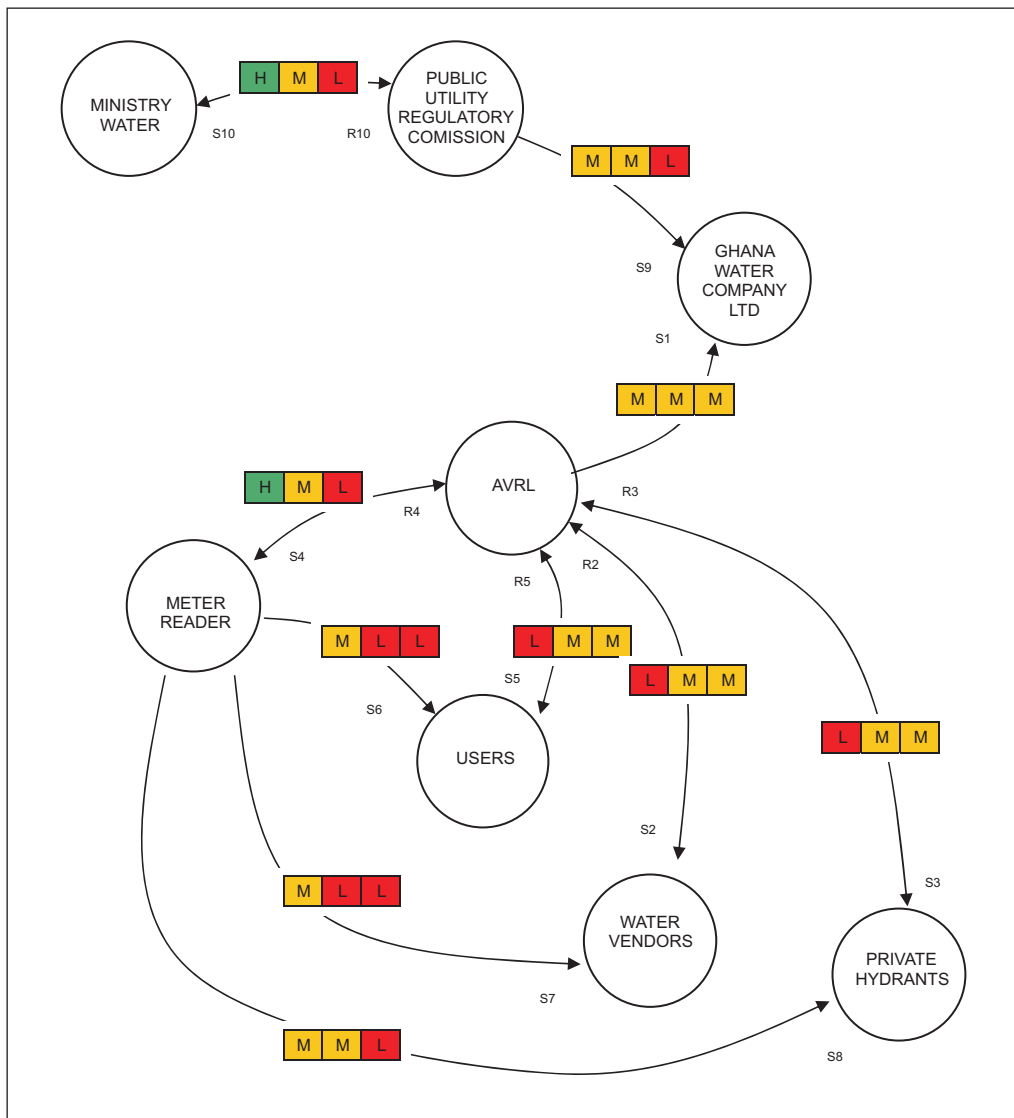 MINISTRY
WATER
H M L
S10
R10
PUBLIC
UTILITY
REGULATORY
COMISSION
M M L
S9
GHANA
WATER
COMPANY
LTD
S1
M M M
AVRL
H M L
R4
S4
R3
R2
R5
METER
READER
M L L
S6
L M M
S5
L M M
USERS
L M M
S2
M L L
S7
WATER
VENDORS
S3
PRIVATE
HYDRANTS
M M L
S8